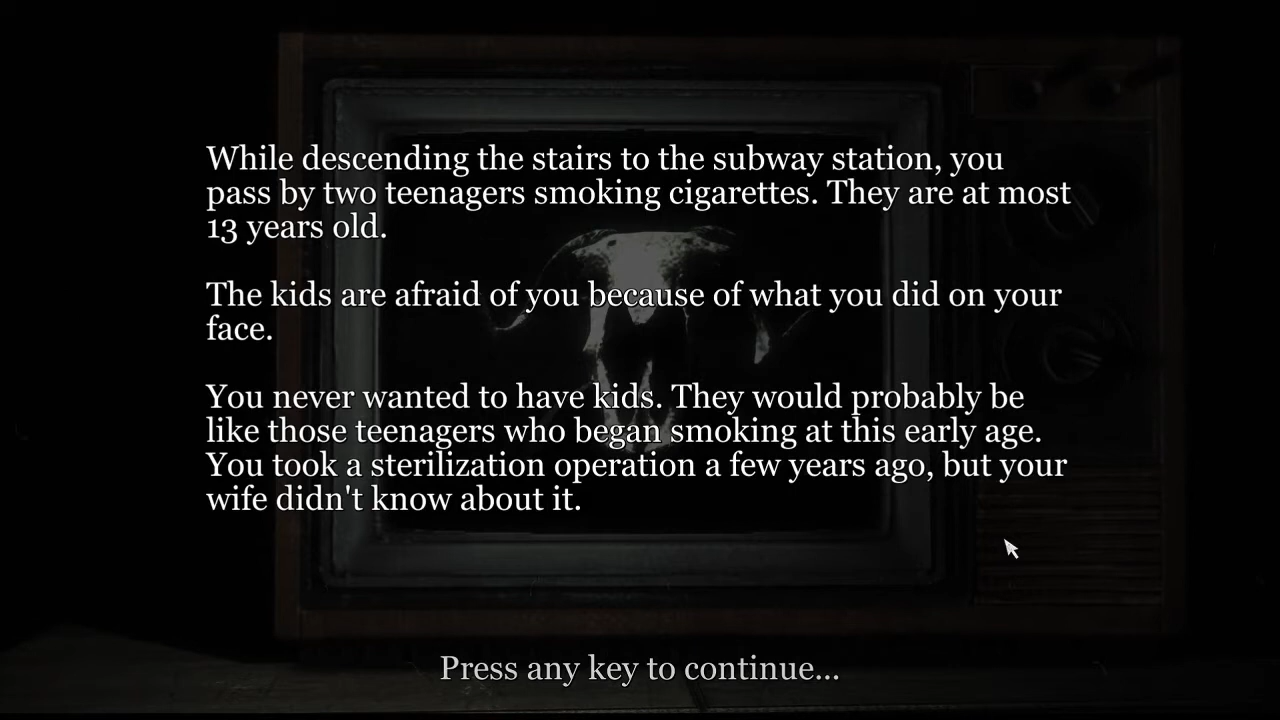 While descending the stairs to the subway station, you
pass by two teenagers smoking cigarettes. They are at most
13 years old.
The kids are afraid of you because of what you did on your
face.
You never wanted to have kids. They would probably be
like those teenagers who began smoking at this early age.
You took a sterilization operation a few years ago, but your
wife didn't know about it.
Press any key to continue...